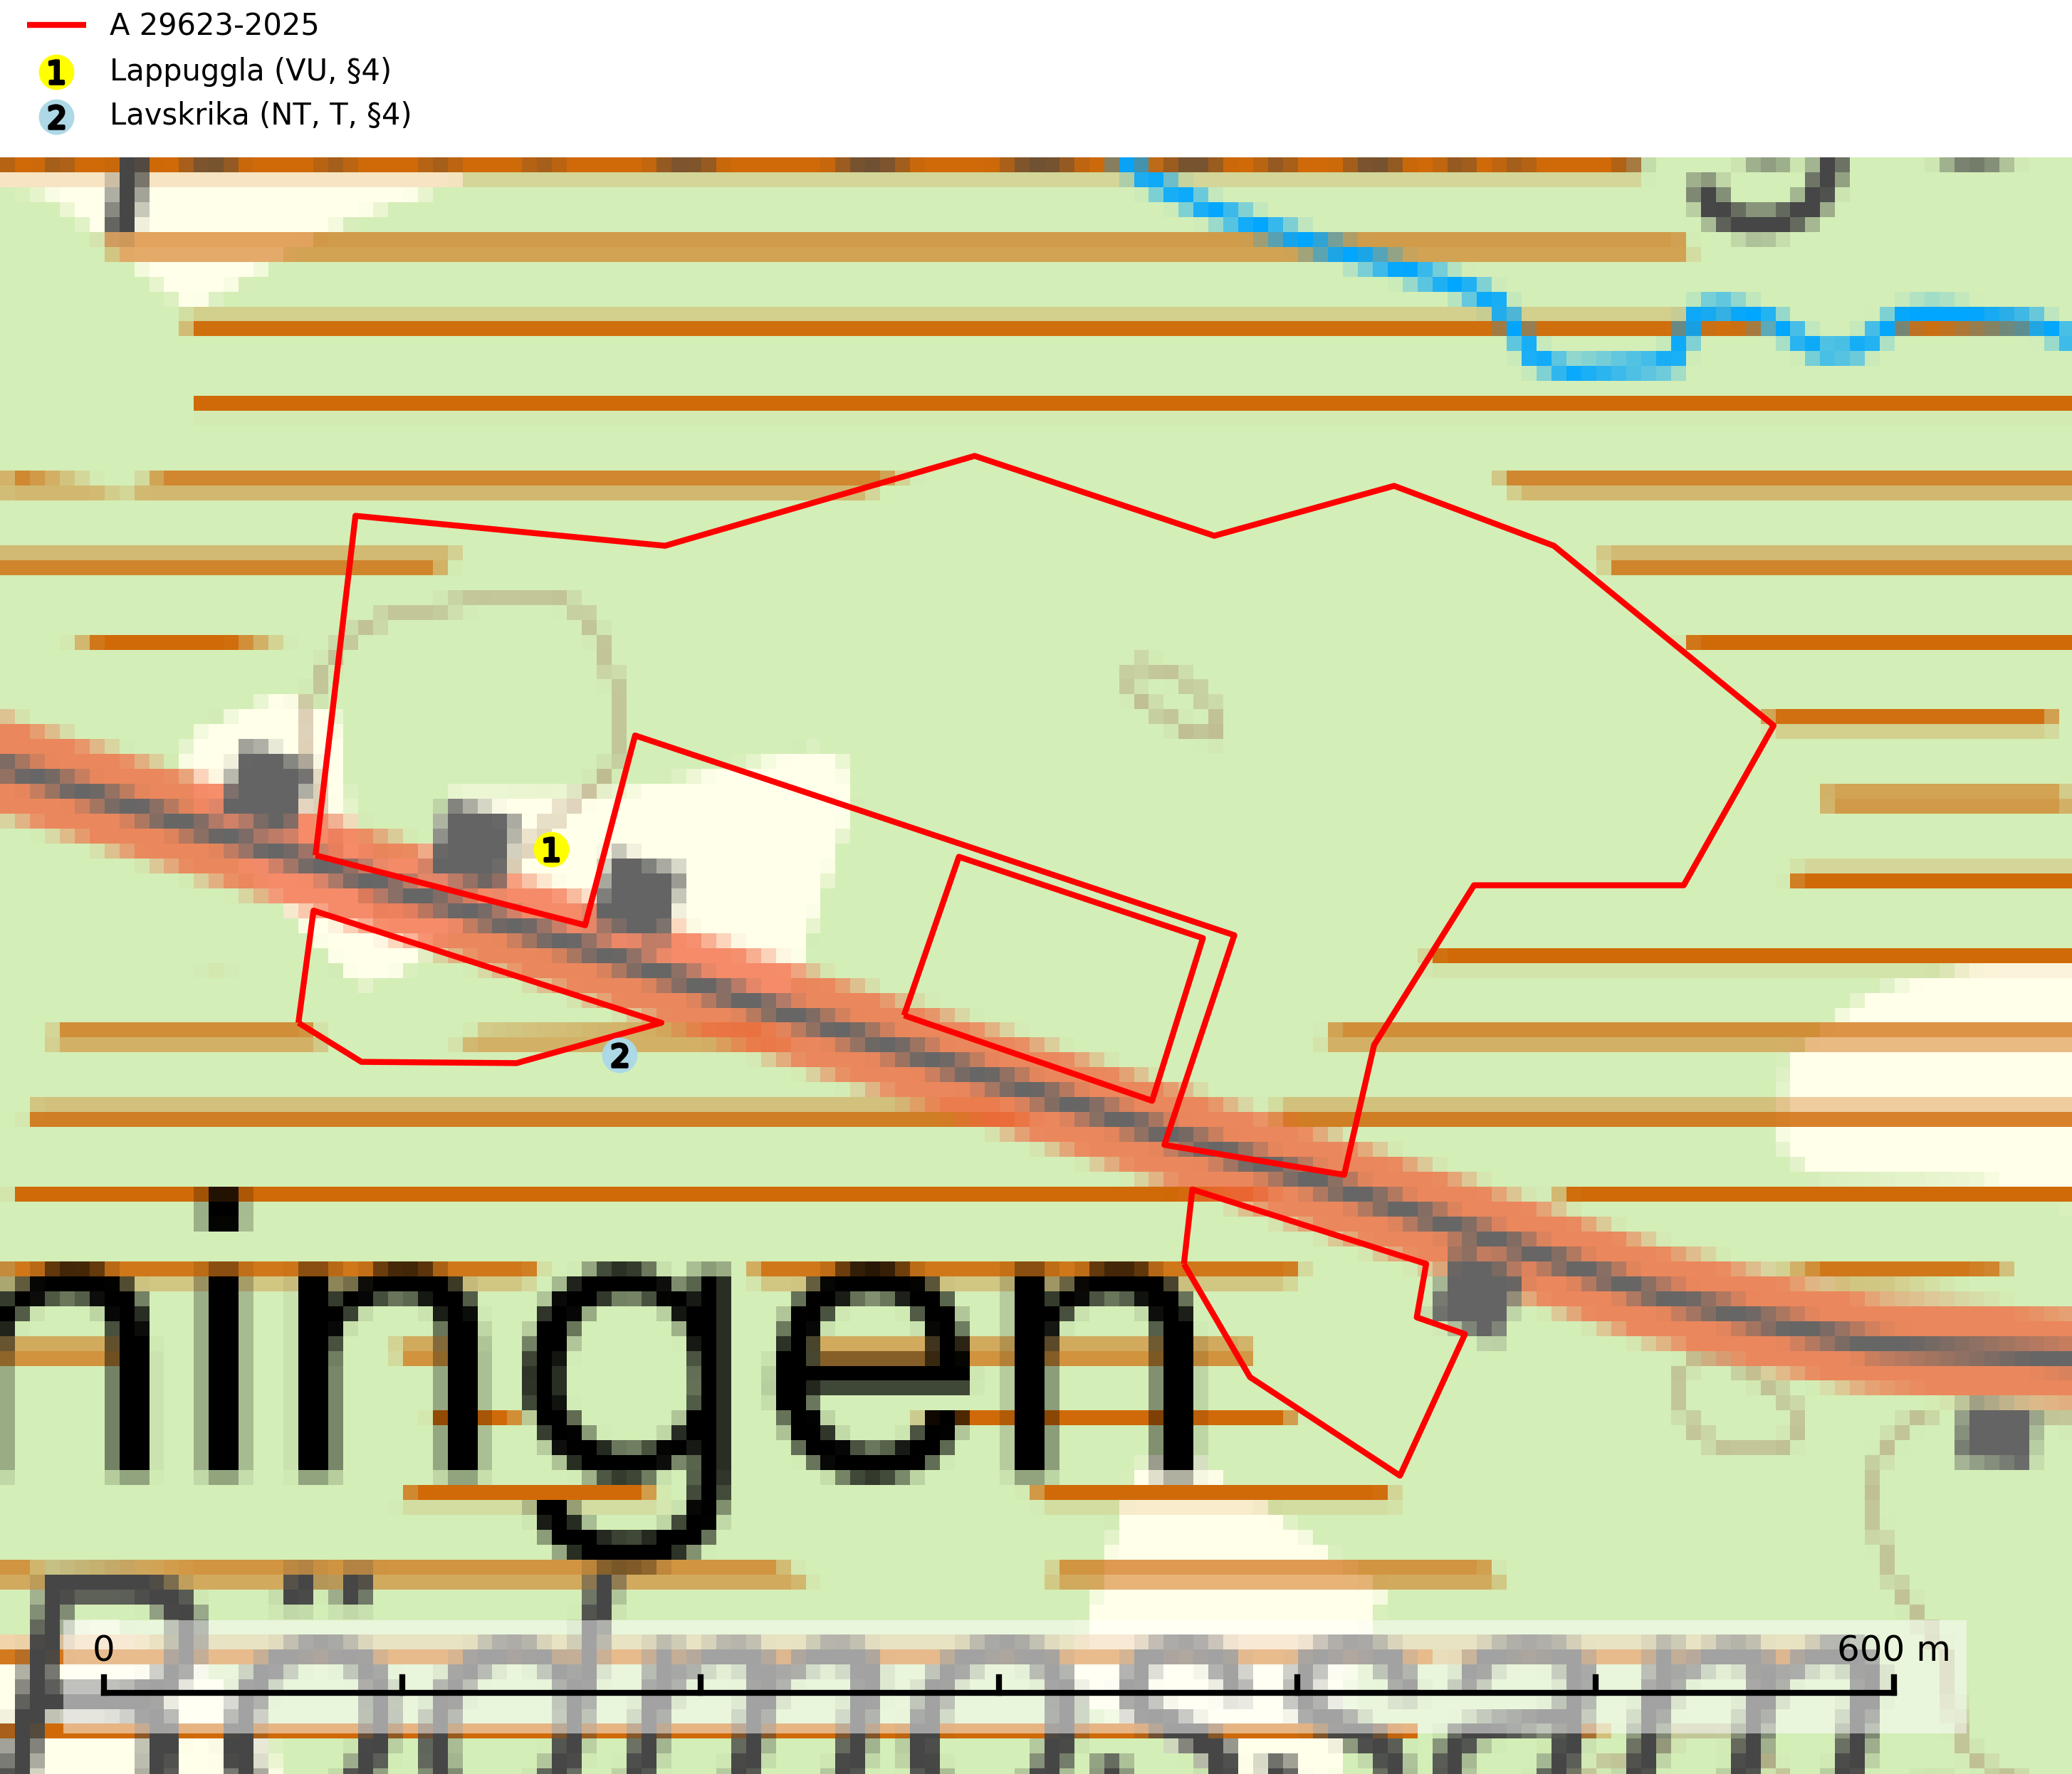 A 29623-2025
1 Lappuggla (VU, §4)
2 Lavskrika (NT, T, §4)
1
2
ningen
0
600 m